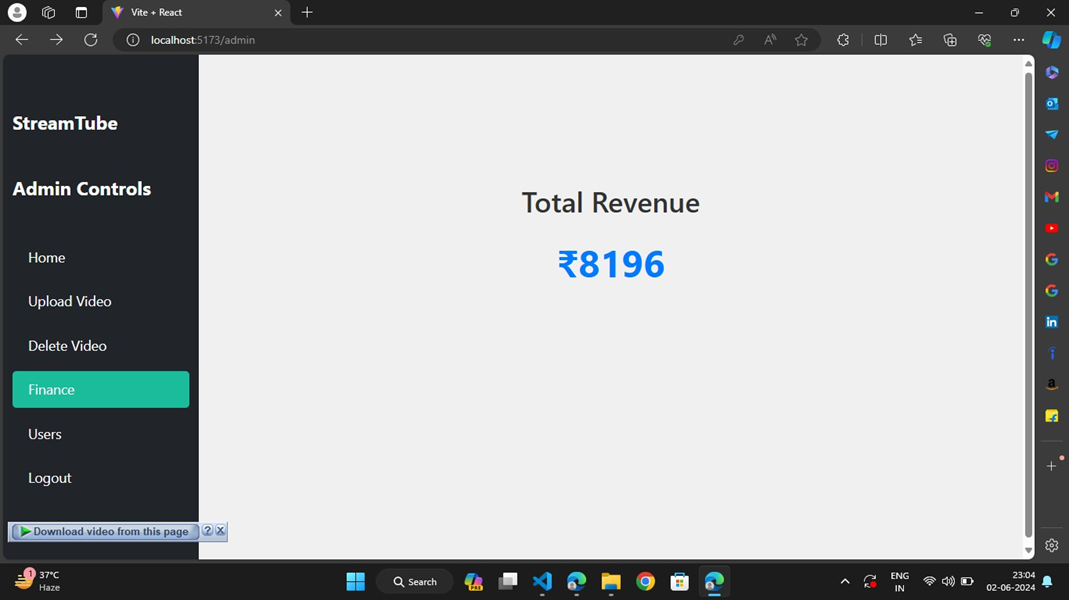 Vite + React
localhost:5173/admin
StreamTube
Admin Controls
Home
Upload Video
Delete Video
Finance
Users
Logout
Total Revenue
₹8196
Download video from this page
?
1
37°C
Haze
Search
PRE
ENG
IN
23:04
02-06-2024